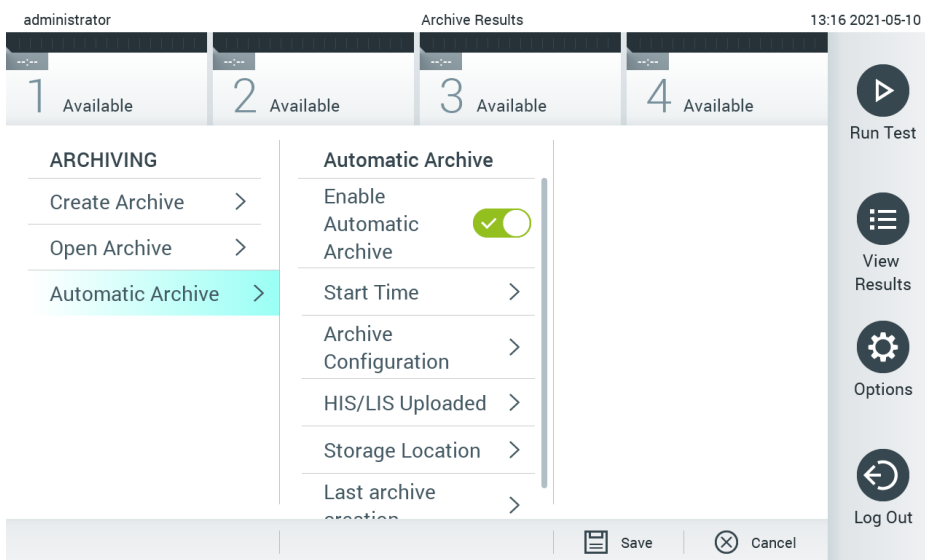 administrator Archive Results 13:16 2021-05-10
--:-- --:-- --:-- --:--
1 Available 2 Available 3 Available 4 Available
Run Test
ARCHIVING
Create Archive
Open Archive
Automatic Archive
Automatic Archive
Enable
Automatic
Archive
Start Time
Archive
Configuration
HIS/LIS Uploaded
Storage Location
Last archive
creation
View
Results
Options
Log Out
Save Cancel